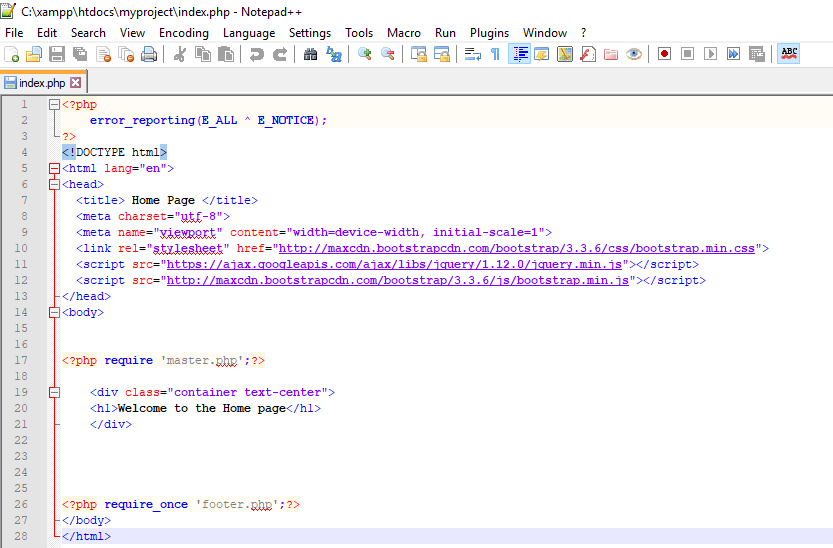 C:\xampp\htdocs\myproject\index.php - Notepad++
File Edit Search View Encoding Language Settings Tools Macro Run Plugins Window ?
ABC
index.php
1 <?php
2 error_reporting(E_ALL ^ E_NOTICE);
3 ?>
4 <!DOCTYPE html>
5 <html lang="en">
6 <head>
7 <title> Home Page </title>
8 <meta charset="utf-8">
9 <meta name="viewport" content="width=device-width, initial-scale=1">
10 <link rel="stylesheet" href="http://maxcdn.bootstrapcdn.com/bootstrap/3.3.6/css/bootstrap.min.css">
11 <script src="https://ajax.googleapis.com/ajax/libs/jquery/1.12.0/jquery.min.js"></script>
12 <script src="http://maxcdn.bootstrapcdn.com/bootstrap/3.3.6/js/bootstrap.min.js"></script>
13 </head>
14 <body>
15
16
17 <?php require 'master.php';?>
18
19 <div class="container text-center">
20 <h1>Welcome to the Home page</h1>
21 </div>
22
23
24
25
26 <?php require_once 'footer.php';?>
27 </body>
28 </html>